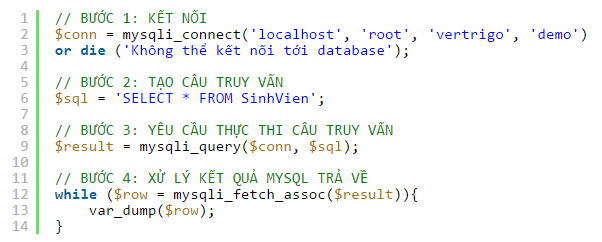 1 // BƯỚC 1: KẾT NỐI
2 $conn = mysqli_connect('localhost', 'root', 'vertrigo', 'demo')
3 or die ('Không thể kết nối tới database');
4
5 // BƯỚC 2: TẠO CÂU TRUY VẤN
6 $sql = 'SELECT * FROM SinhVien';
7
8 // BƯỚC 3: YÊU CẦU THỰC THI CÂU TRUY VẤN
9 $result = mysqli_query($conn, $sql);
10
11 // BƯỚC 4: XỬ LÝ KẾT QUẢ MYSQL TRẢ VỀ
12 while ($row = mysqli_fetch_assoc($result)){
13     var_dump($row);
14 }